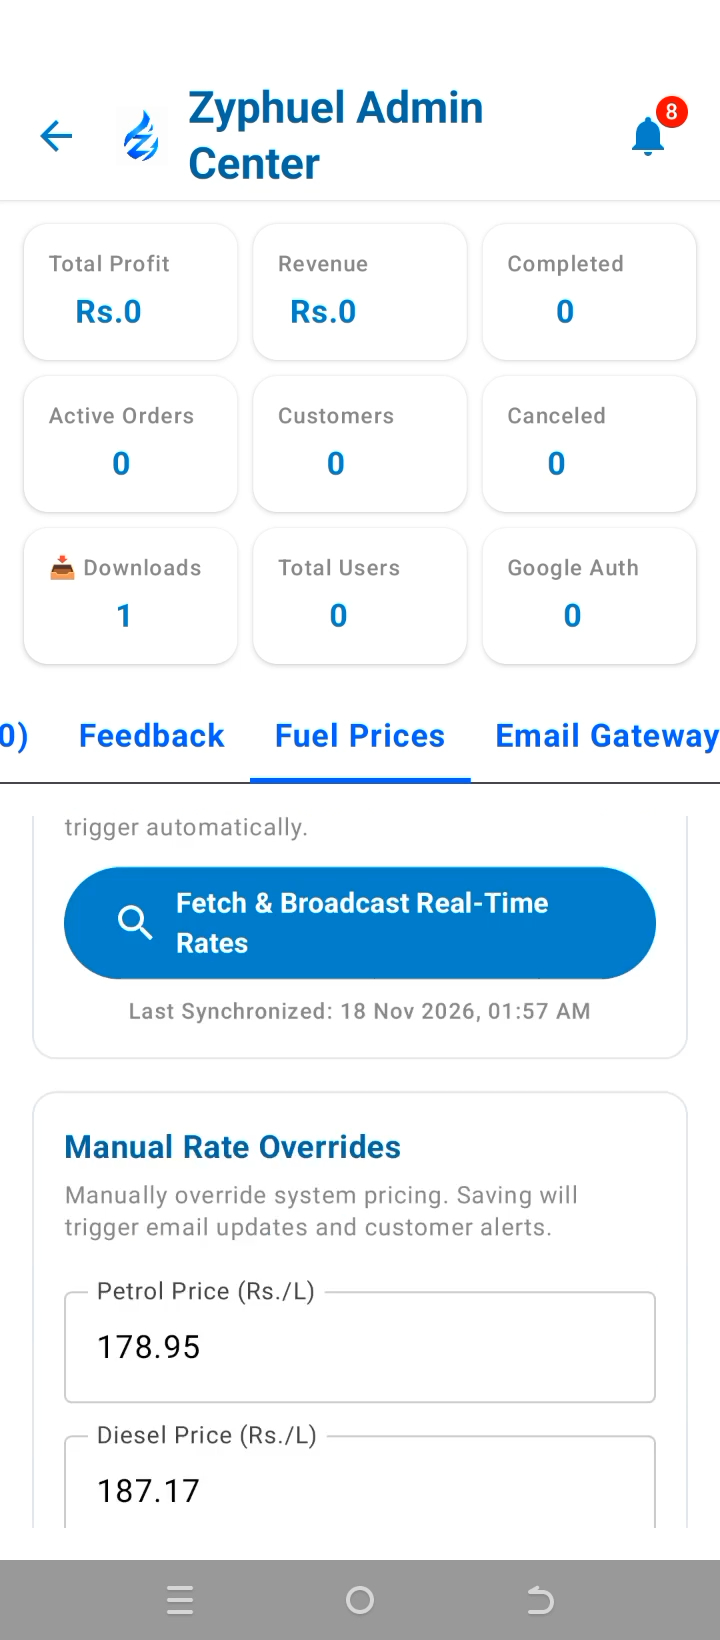 Zyphuel Admin
Center
8
Total Profit
Rs.0
Revenue
Rs.0
Completed
0
Active Orders
0
Customers
0
Canceled
0
📥 Downloads
1
Total Users
0
Google Auth
0
0)
Feedback
Fuel Prices
Email Gateway
trigger automatically.
Fetch & Broadcast Real-Time
Rates
Last Synchronized: 18 Nov 2026, 01:57 AM
Manual Rate Overrides
Manually override system pricing. Saving will
trigger email updates and customer alerts.
Petrol Price (Rs./L)
178.95
Diesel Price (Rs./L)
187.17